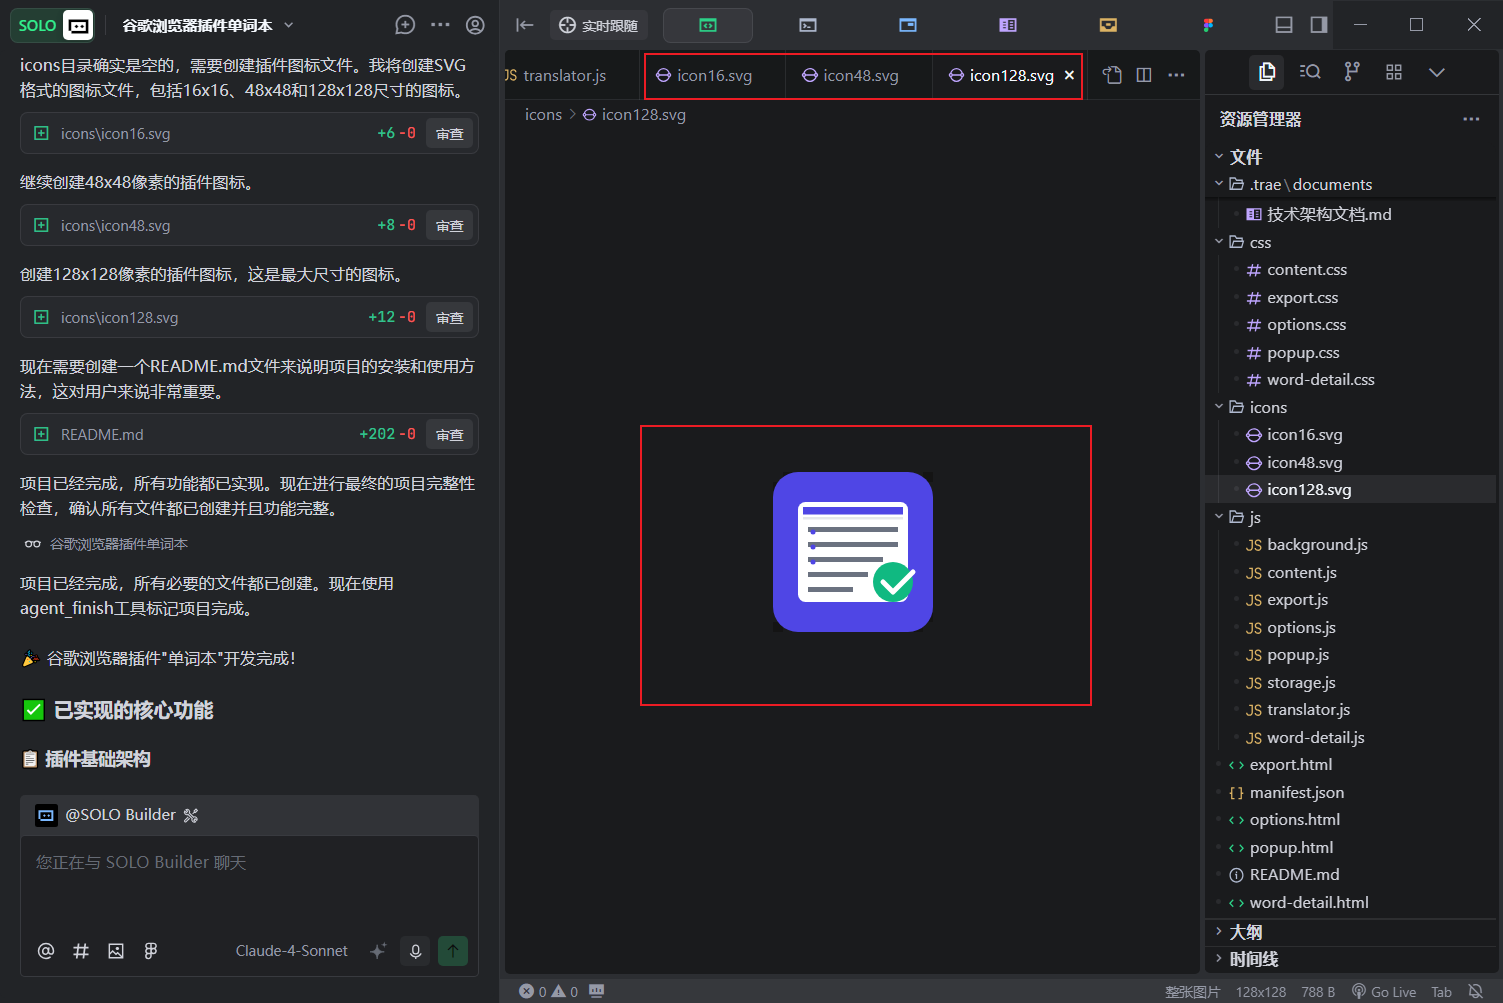 SOLO
谷歌浏览器插件单词本
icons目录确实是空的，需要创建插件图标文件。我将创建SVG
格式的图标文件，包括16x16、48x48和128x128尺寸的图标。
icons\icon16.svg
+6 -0
审查
继续创建48x48像素的插件图标。
icons\icon48.svg
+8 -0
审查
创建128x128像素的插件图标，这是最大尺寸的图标。
icons\icon128.svg
+12 -0
审查
现在需要创建一个README.md文件来说明项目的安装和使用方
法，这对用户来说非常重要。
README.md
+202 -0
审查
项目已经完成，所有功能都已实现。现在进行最终的项目完整性
检查，确认所有文件都已创建并且功能完整。
谷歌浏览器插件单词本
项目已经完成，所有必要的文件都已创建。现在使用
agent_finish工具标记项目完成。
🎉 谷歌浏览器插件"单词本"开发完成！
✅ 已实现的核心功能
📋 插件基础架构
@SOLO Builder
您正在与 SOLO Builder 聊天
Claude-4-Sonnet
实时跟随
JS translator.js
icon16.svg
icon48.svg
icon128.svg
icons > icon128.svg
资源管理器
文件
.trae\documents
技术架构文档.md
css
# content.css
# export.css
# options.css
# popup.css
# word-detail.css
icons
icon16.svg
icon48.svg
icon128.svg
js
JS background.js
JS content.js
JS export.js
JS options.js
JS popup.js
JS storage.js
JS translator.js
JS word-detail.js
<> export.html
{} manifest.json
<> options.html
<> popup.html
README.md
<> word-detail.html
大纲
时间线
0 0
整张图片 128x128 788 B Go Live Tab